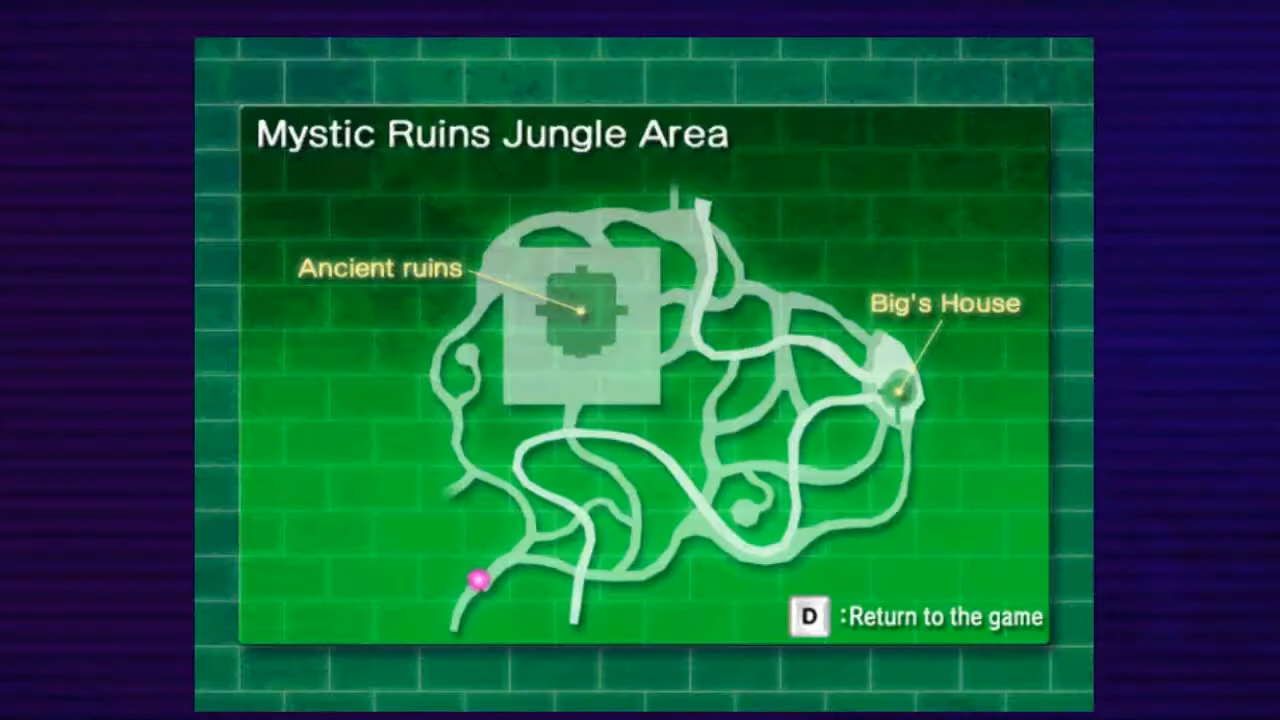 Mystic Ruins Jungle Area
Ancient ruins
Big's House
D :Return to the game